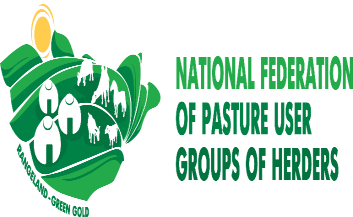 NATIONAL FEDERATION
OF PASTURE USER
GROUPS OF HERDERS
RANGELAND - GREEN GOLD